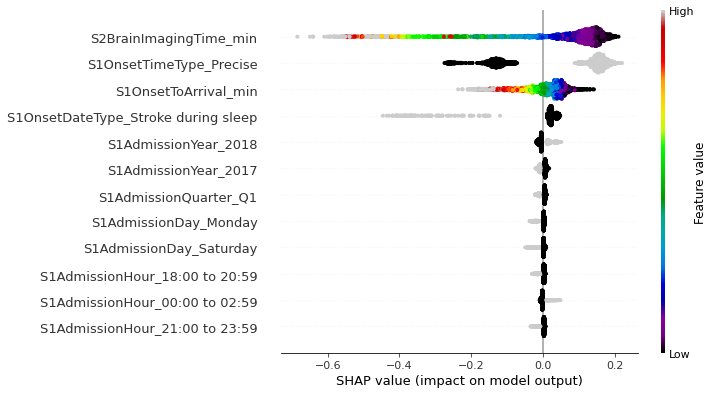 High
S2BrainImagingTime_min
S1OnsetTimeType_Precise
S1OnsetToArrival_min
S1OnsetDateType_Stroke during sleep
S1AdmissionYear_2018
S1AdmissionYear_2017
S1AdmissionQuarter_Q1
S1AdmissionDay_Monday
S1AdmissionDay_Saturday
S1AdmissionHour_18:00 to 20:59
S1AdmissionHour_00:00 to 02:59
S1AdmissionHour_21:00 to 23:59
Feature value
Low
−0.6 −0.4 −0.2 0.0 0.2
SHAP value (impact on model output)